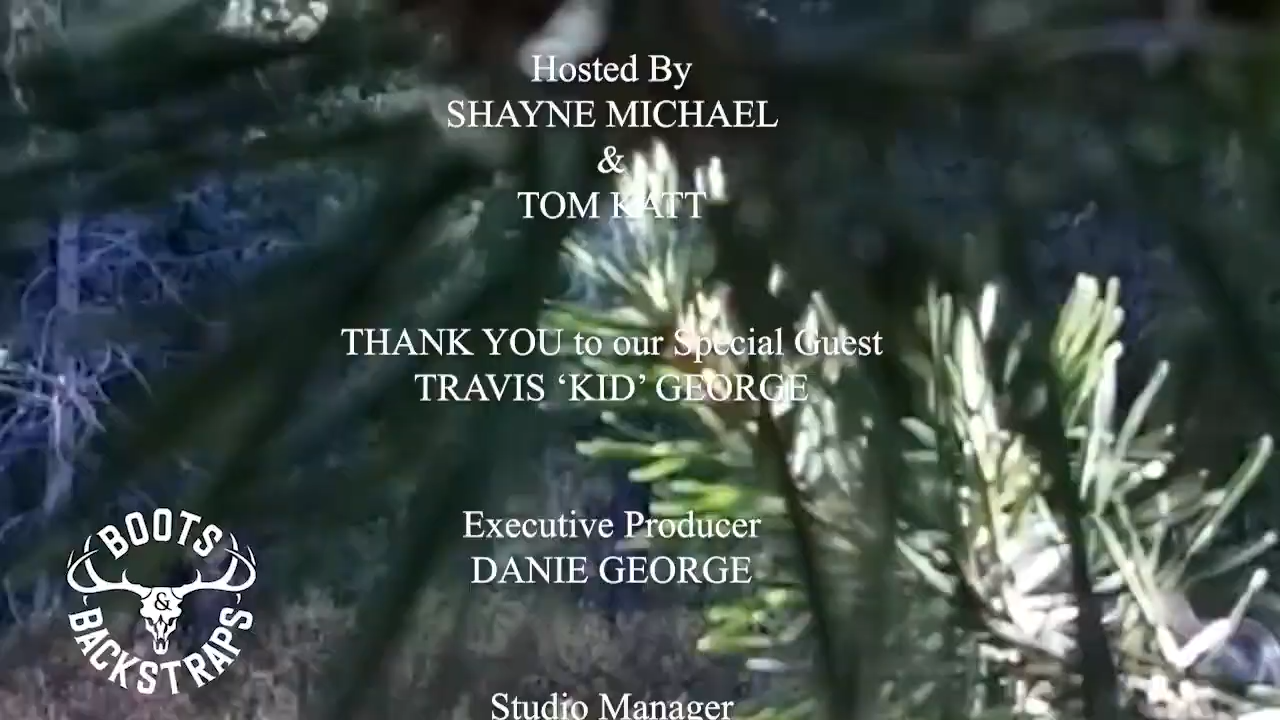 Hosted By
SHAYNE MICHAEL
&
TOM KATT
THANK YOU to our Special Guest
TRAVIS ‘KID’ GEORGE
Executive Producer
DANIE GEORGE
Studio Manager
BOOTS
&
BACKSTRAPS